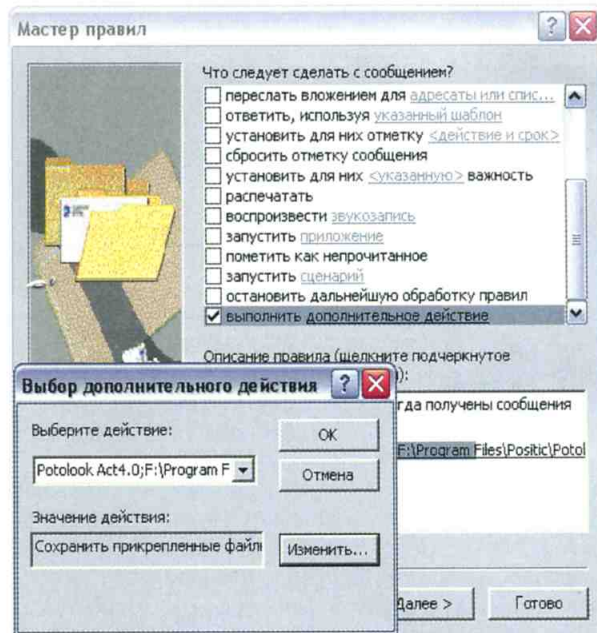 Мастер правил
Что следует сделать с сообщением?
переслать вложением для адресаты или спис...
ответить, используя указанный шаблон
установить для них отметку <действие и срок>
сбросить отметку сообщения
установить для них <указанную> важность
распечатать
воспроизвести звукозапись
запустить приложение
пометить как непрочитанное
запустить сценарий
остановить дальнейшую обработку правил
выполнить дополнительное действие
Описание правила (щелкните подчеркнутое
):
гда получены сообщения
F:\Program Files\Positic\Potol
Выбор дополнительного действия
Выберите действие:
OK
Potolook Act4.0;F:\Program F
Отмена
Значение действия:
Сохранить прикрепленные файлы
Изменить...
Далее >
Готово